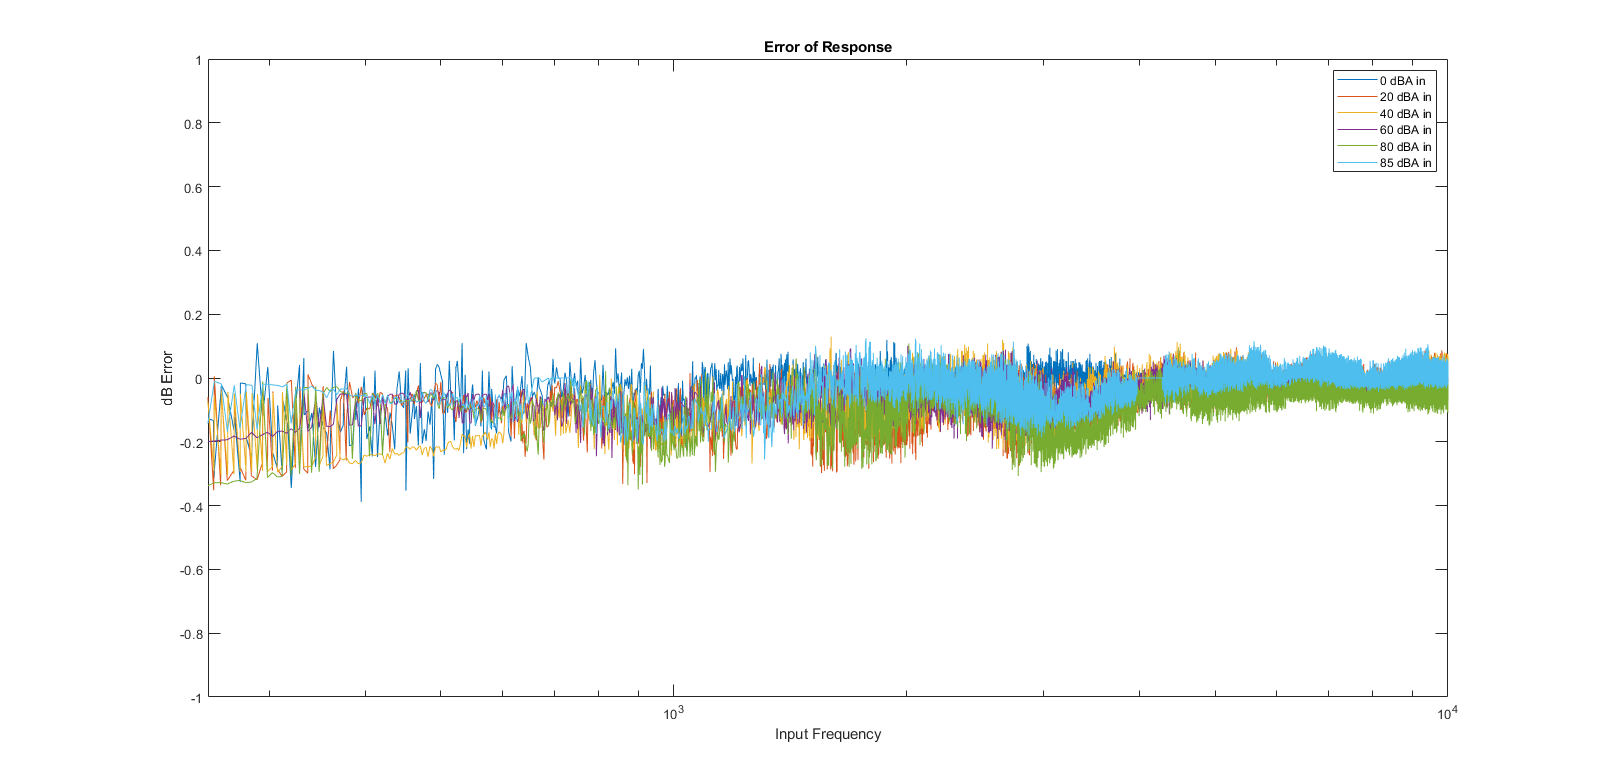 Error of Response
1
0.8
0.6
0.4
0.2
0
-0.2
-0.4
-0.6
-0.8
-1
dB Error
0 dBA in
20 dBA in
40 dBA in
60 dBA in
80 dBA in
85 dBA in
10^3
10^4
Input Frequency